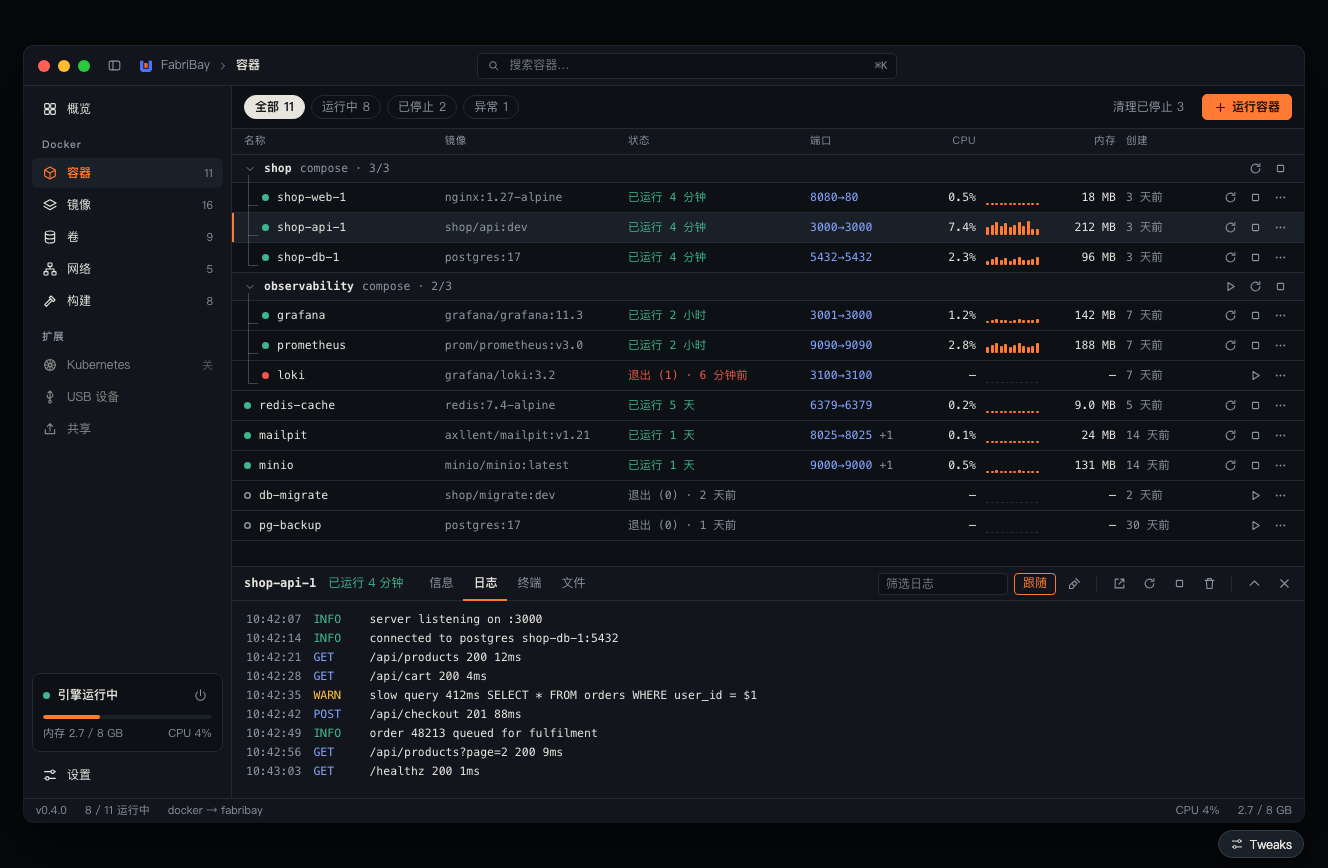 FabriBay › 容器 搜索容器… ⌘K
概览
Docker
容器 11
镜像 16
卷 9
网络 5
构建 8
扩展
Kubernetes 关
USB 设备
共享
引擎运行中
内存 2.7 / 8 GB CPU 4%
设置
全部 11 运行中 8 已停止 2 异常 1 清理已停止 3 + 运行容器
名称 镜像 状态 端口 CPU 内存 创建
shop compose · 3/3
shop-web-1 nginx:1.27-alpine 已运行 4 分钟 8080→80 0.5% 18 MB 3 天前
shop-api-1 shop/api:dev 已运行 4 分钟 3000→3000 7.4% 212 MB 3 天前
shop-db-1 postgres:17 已运行 4 分钟 5432→5432 2.3% 96 MB 3 天前
observability compose · 2/3
grafana grafana/grafana:11.3 已运行 2 小时 3001→3000 1.2% 142 MB 7 天前
prometheus prom/prometheus:v3.0 已运行 2 小时 9090→9090 2.8% 188 MB 7 天前
loki grafana/loki:3.2 退出 (1) · 6 分钟前 3100→3100 — — 7 天前
redis-cache redis:7.4-alpine 已运行 5 天 6379→6379 0.2% 9.0 MB 5 天前
mailpit axllent/mailpit:v1.21 已运行 1 天 8025→8025 +1 0.1% 24 MB 14 天前
minio minio/minio:latest 已运行 1 天 9000→9000 +1 0.5% 131 MB 14 天前
db-migrate shop/migrate:dev 退出 (0) · 2 天前 — — 2 天前
pg-backup postgres:17 退出 (0) · 1 天前 — — 30 天前
shop-api-1 已运行 4 分钟 信息 日志 终端 文件 筛选日志 跟随
10:42:07 INFO server listening on :3000
10:42:14 INFO connected to postgres shop-db-1:5432
10:42:21 GET /api/products 200 12ms
10:42:28 GET /api/cart 200 4ms
10:42:35 WARN slow query 412ms SELECT * FROM orders WHERE user_id = $1
10:42:42 POST /api/checkout 201 88ms
10:42:49 INFO order 48213 queued for fulfilment
10:42:56 GET /api/products?page=2 200 9ms
10:43:03 GET /healthz 200 1ms
v0.4.0 8 / 11 运行中 docker → fabribay CPU 4% 2.7 / 8 GB
Tweaks